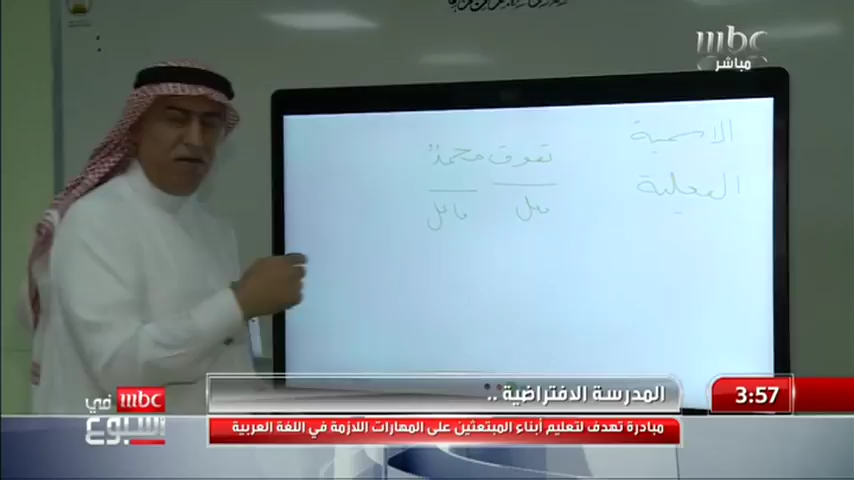 mbc
مباشر
الاسمية
تفوق محمدٌ
الفعلية
فعل فاعل
المدرسة الافتراضية ..
3:57
mbc في
أسبوع
مبادرة تهدف لتعليم أبناء المبتعثين على المهارات اللازمة في اللغة العربية